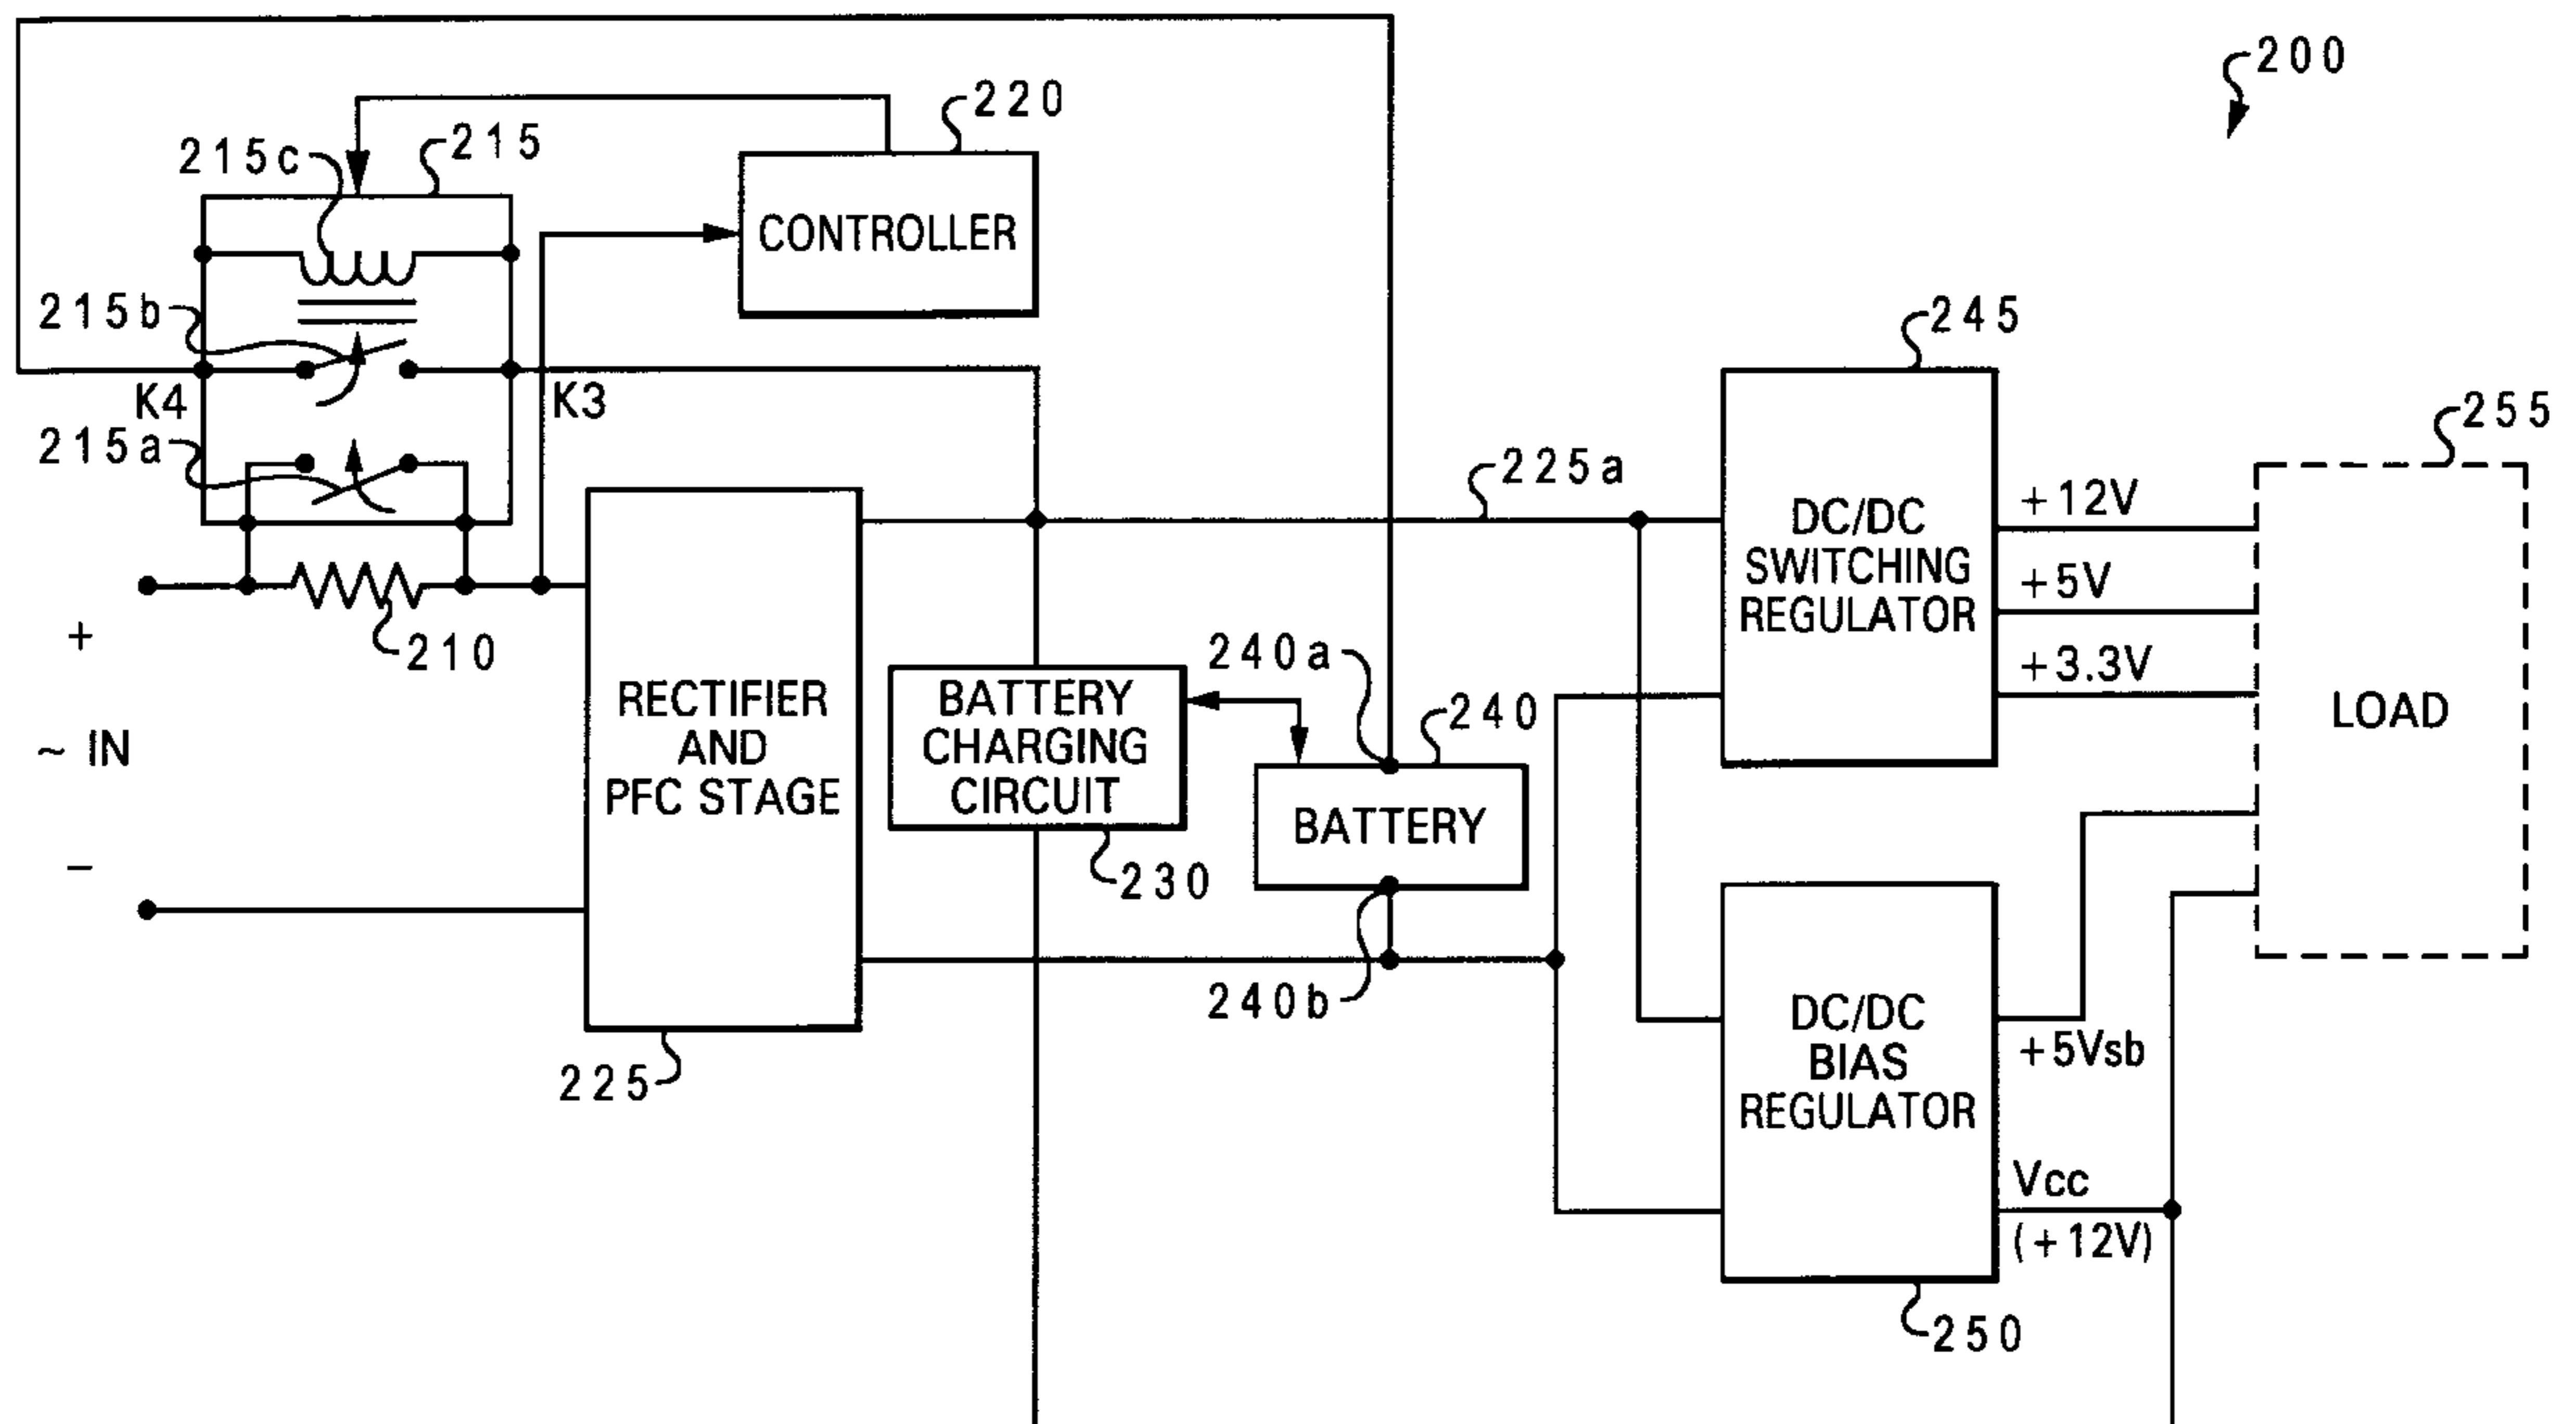 200
220
215
215c
CONTROLLER
215b
K4
K3
215a
210
+
~ IN
−
RECTIFIER
AND
PFC STAGE
225
BATTERY
CHARGING
CIRCUIT
230
240a
240
BATTERY
240b
225a
245
DC/DC
SWITCHING
REGULATOR
+12V
+5V
+3.3V
255
LOAD
DC/DC
BIAS
REGULATOR
+5Vsb
Vcc
(+12V)
250